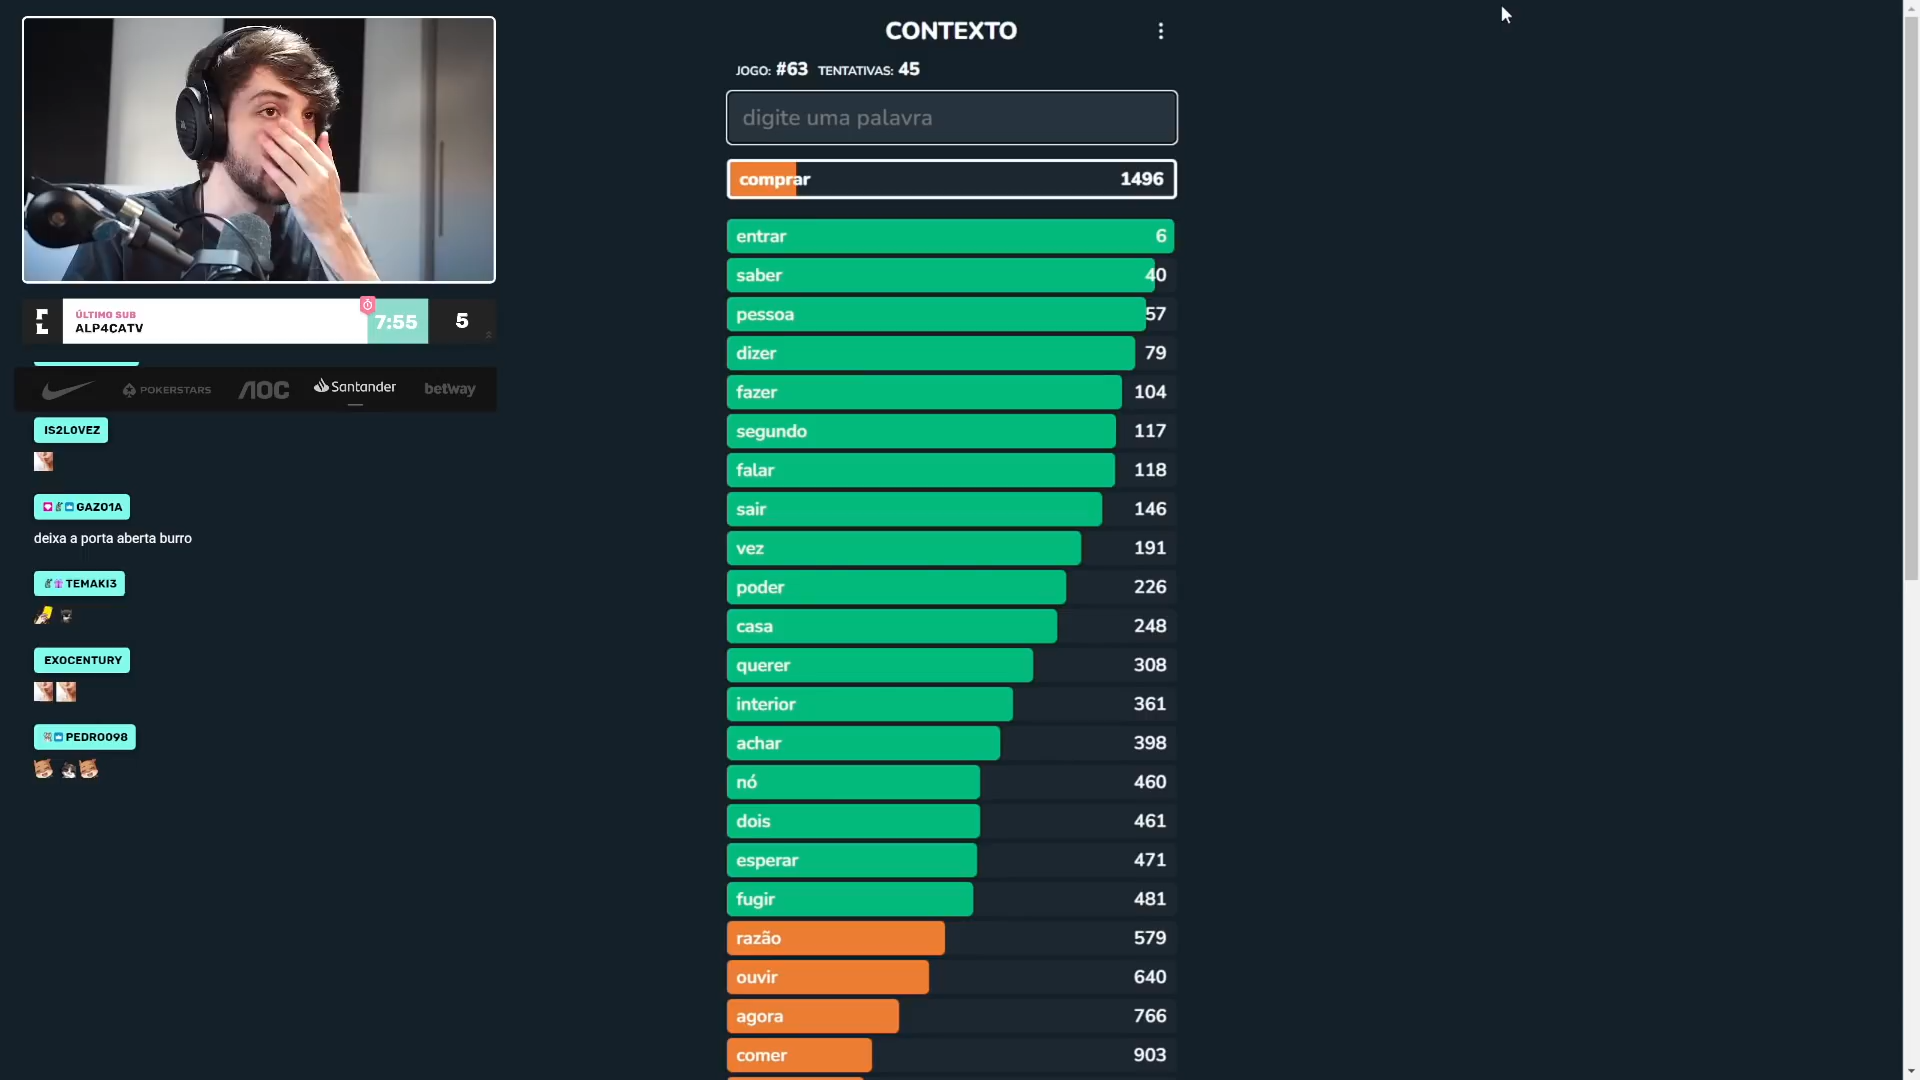 CONTEXTO
JOGO: #63 TENTATIVAS: 45
digite uma palavra
comprar 1496
entrar 6
saber 40
pessoa 57
dizer 79
fazer 104
segundo 117
falar 118
sair 146
vez 191
poder 226
casa 248
querer 308
interior 361
achar 398
nó 460
dois 461
esperar 471
fugir 481
razão 579
ouvir 640
agora 766
comer 903
ÚLTIMO SUB
ALP4CATV
7:55
5
POKERSTARS AOC Santander betway
IS2L0VEZ
GAZO1A
deixa a porta aberta burro
TEMAKI3
EXOCENTURY
PEDRO098